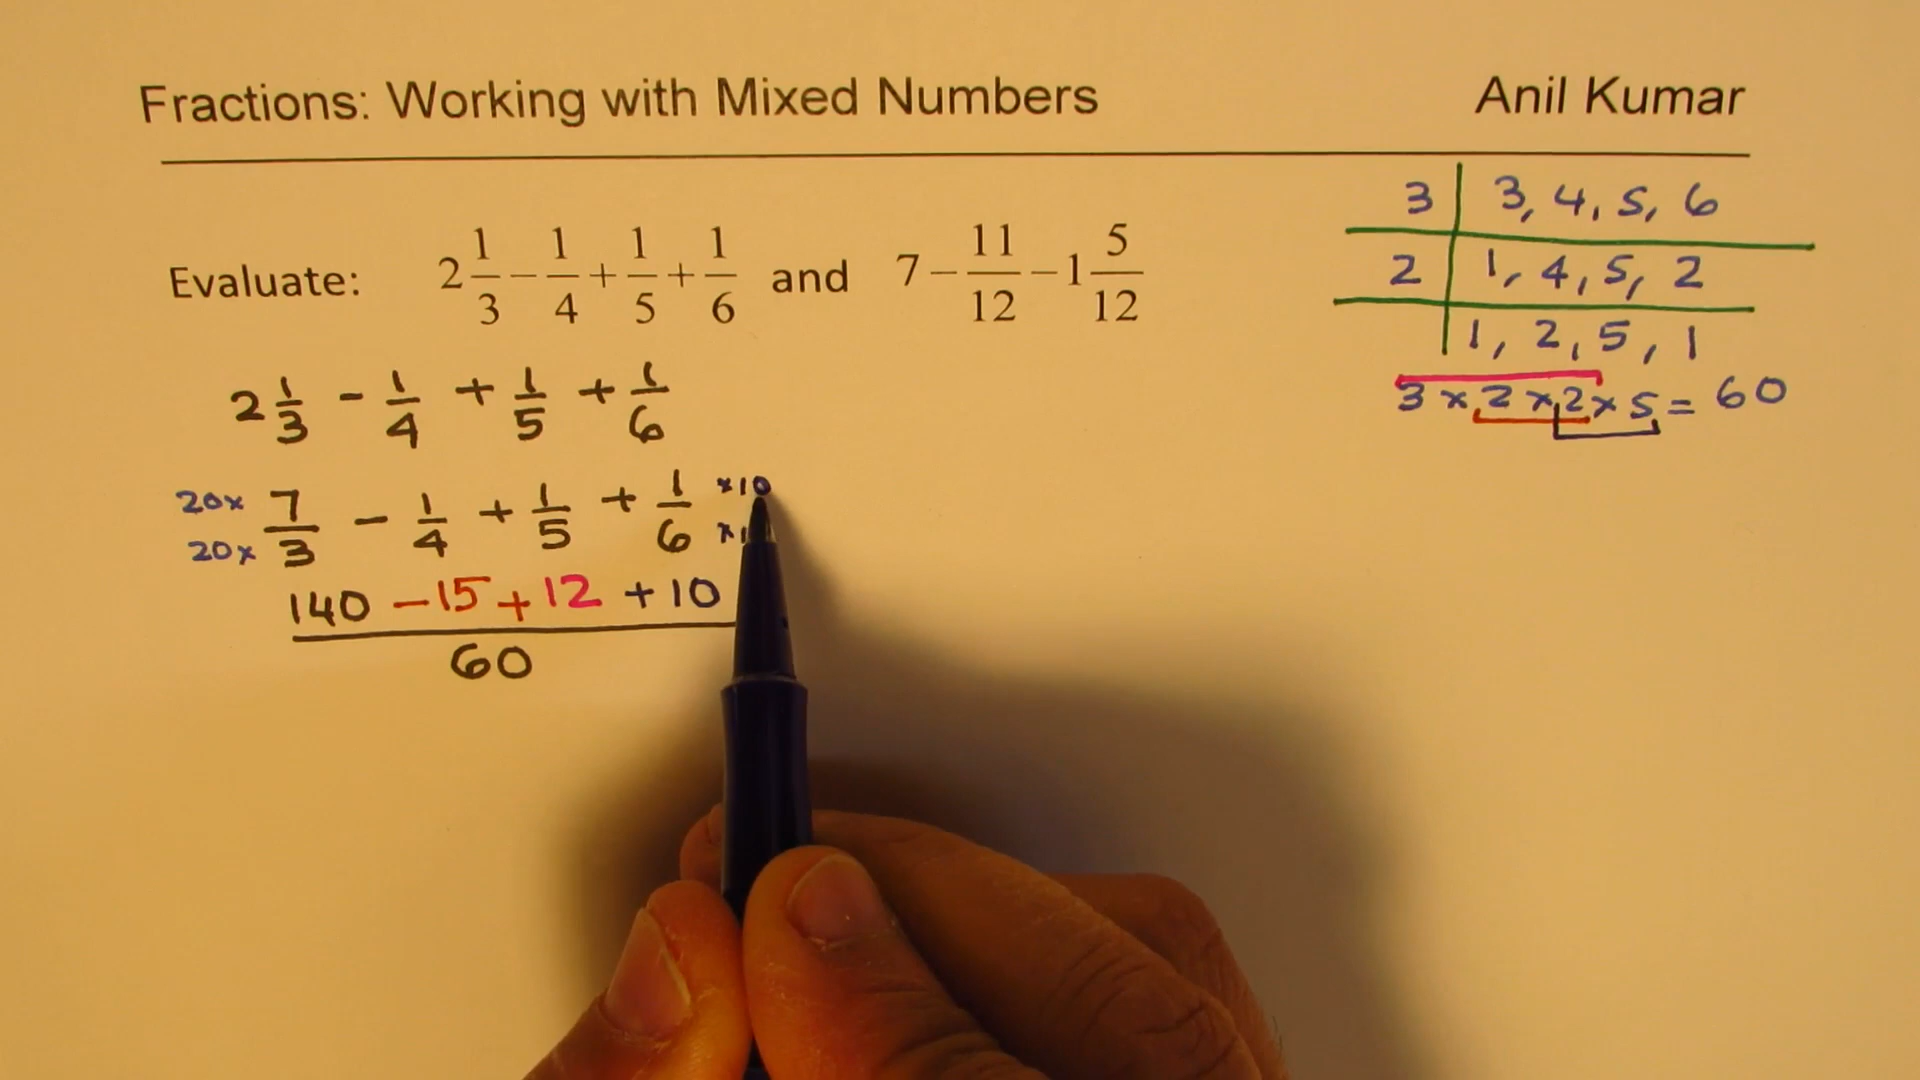 Fractions: Working with Mixed Numbers Anil Kumar
Evaluate: 2 1/3 − 1/4 + 1/5 + 1/6 and 7 − 11/12 − 1 5/12
2 1/3 - 1/4 + 1/5 + 1/6
20x 7/3 - 1/4 + 1/5 + 1/6 x10
20x
140 - 15 + 12 + 10
60
3 | 3, 4, 5, 6
2 | 1, 4, 5, 2
1, 2, 5, 1
3 x 2 x 2 x 5 = 60